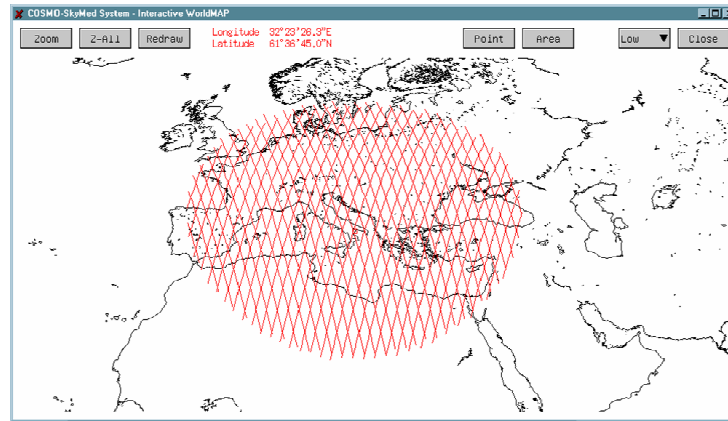 COSMO-SkyMed System - Interactive WorldMAP
Zoom Z-All Redraw Longitude 32°23'26.3"E Point Area Low Close
Latitude 61°36'45.0"N